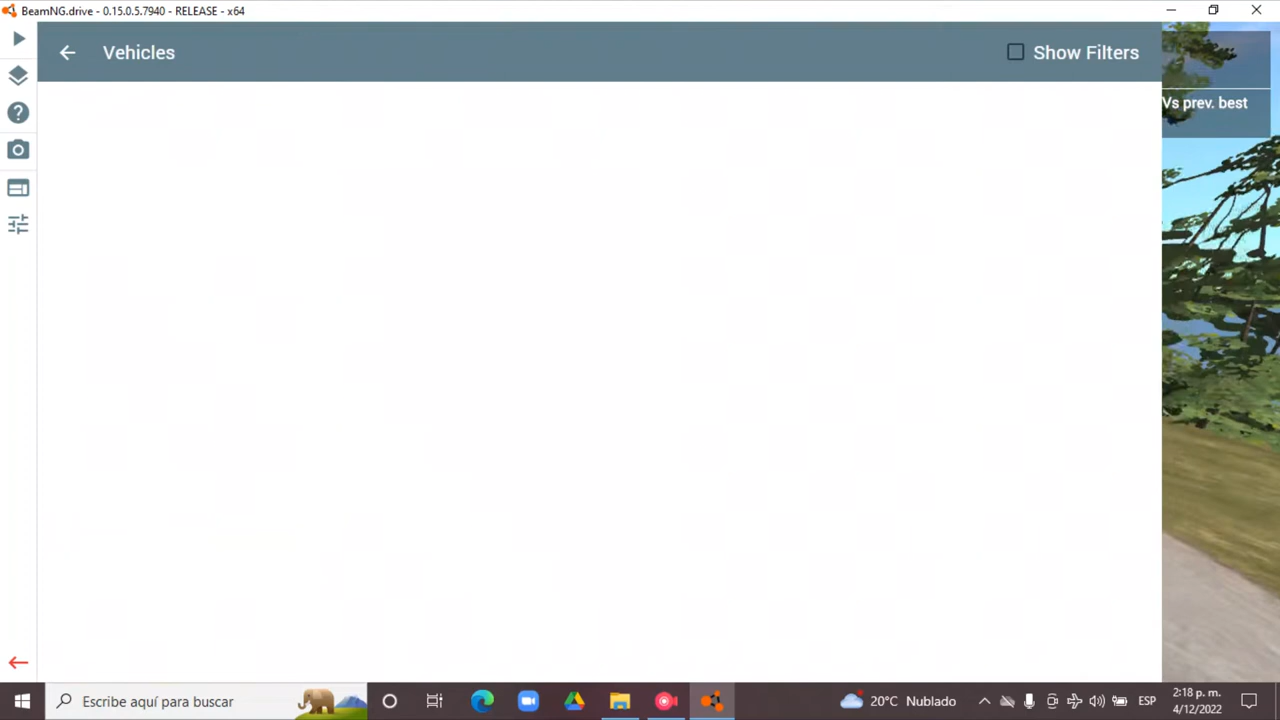 BeamNG.drive - 0.15.0.5.7940 - RELEASE - x64
Vehicles
Show Filters
Vs prev. best
Escribe aquí para buscar
20°C Nublado
ESP
2:18 p. m.
4/12/2022